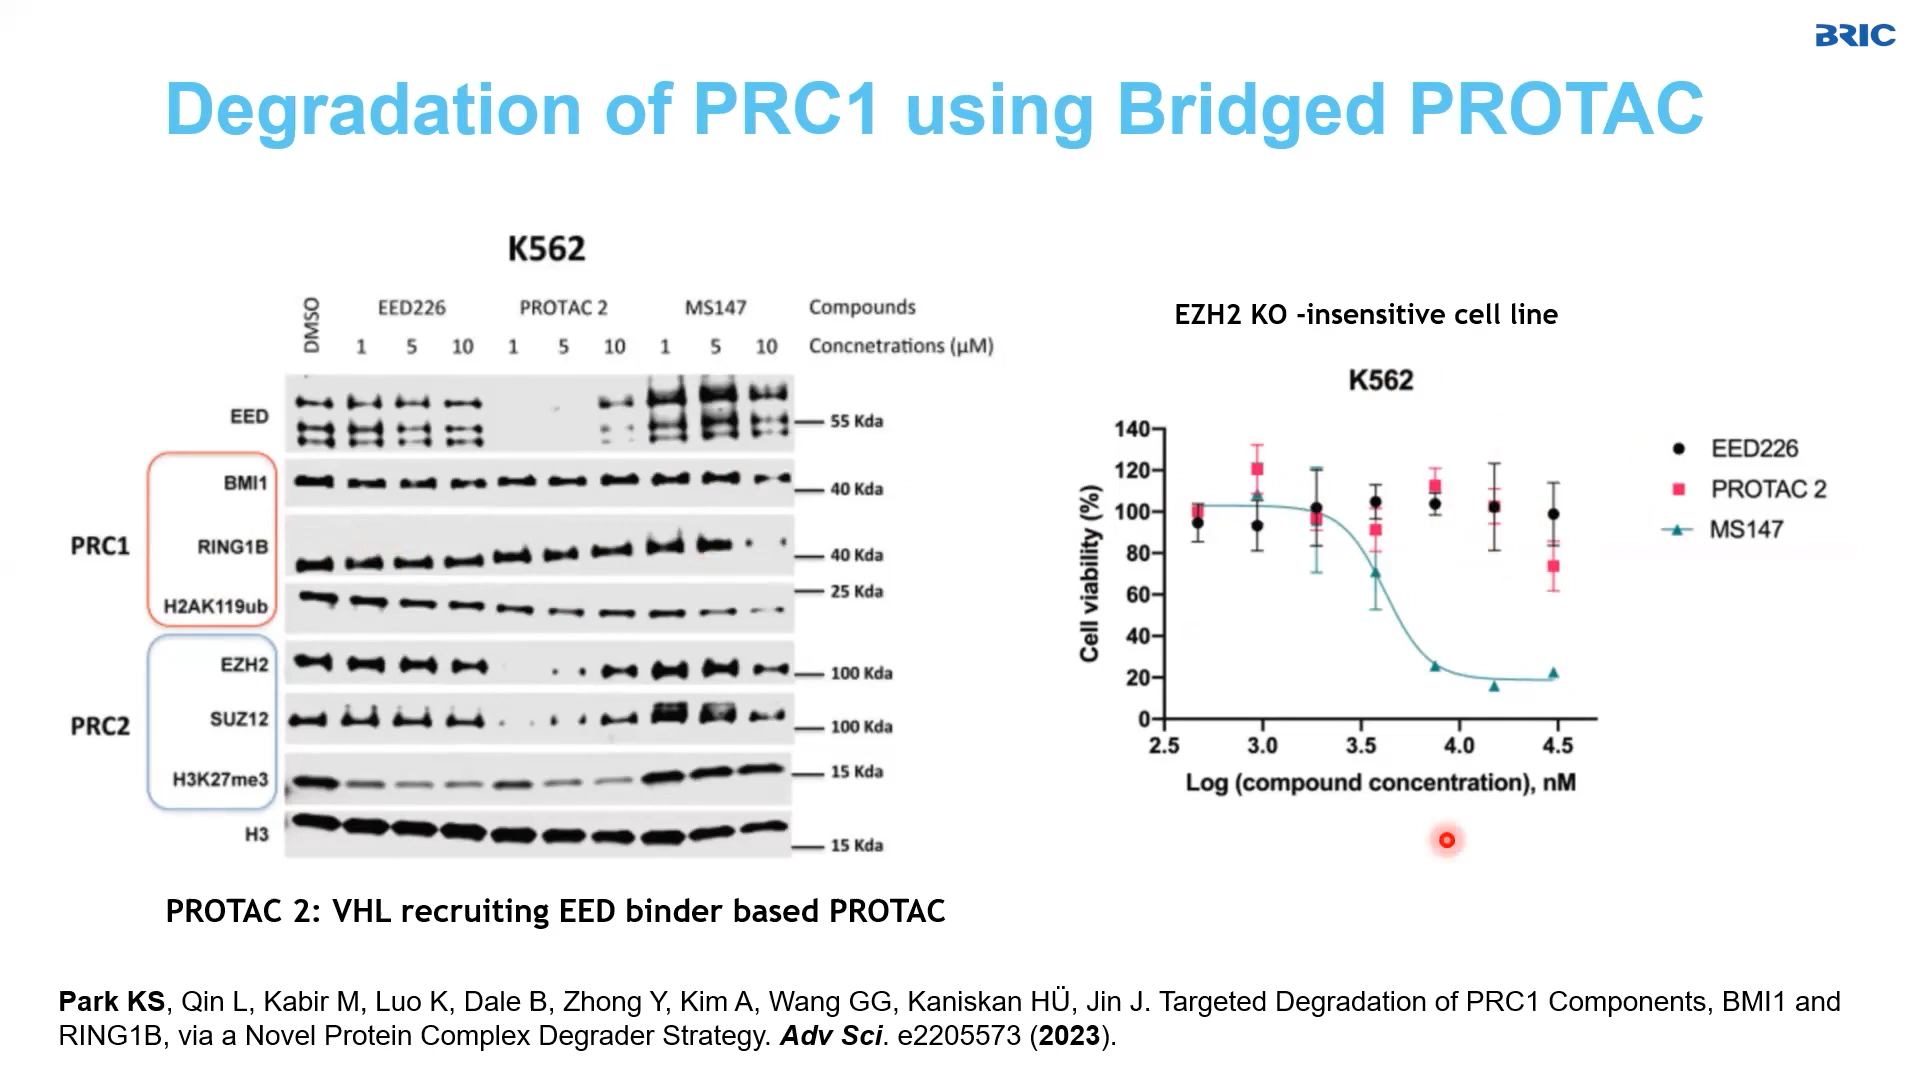 BRIC
Degradation of PRC1 using Bridged PROTAC
K562
DMSO EED226 PROTAC 2 MS147 Compounds
1 5 10 1 5 10 1 5 10 Concnetrations (µM)
EED 55 Kda
BMI1 40 Kda
PRC1 RING1B 40 Kda
H2AK119ub 25 Kda
EZH2 100 Kda
PRC2 SUZ12 100 Kda
H3K27me3 15 Kda
H3 15 Kda
PROTAC 2: VHL recruiting EED binder based PROTAC
EZH2 KO -insensitive cell line
K562
Cell viability (%)
140
120
100
80
60
40
20
0
2.5 3.0 3.5 4.0 4.5
Log (compound concentration), nM
EED226
PROTAC 2
MS147
Park KS, Qin L, Kabir M, Luo K, Dale B, Zhong Y, Kim A, Wang GG, Kaniskan HÜ, Jin J. Targeted Degradation of PRC1 Components, BMI1 and
RING1B, via a Novel Protein Complex Degrader Strategy. Adv Sci. e2205573 (2023).